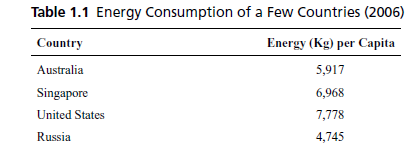 Table 1.1 Energy Consumption of a Few Countries (2006)
Country Energy (Kg) per Capita
Australia 5,917
Singapore 6,968
United States 7,778
Russia 4,745